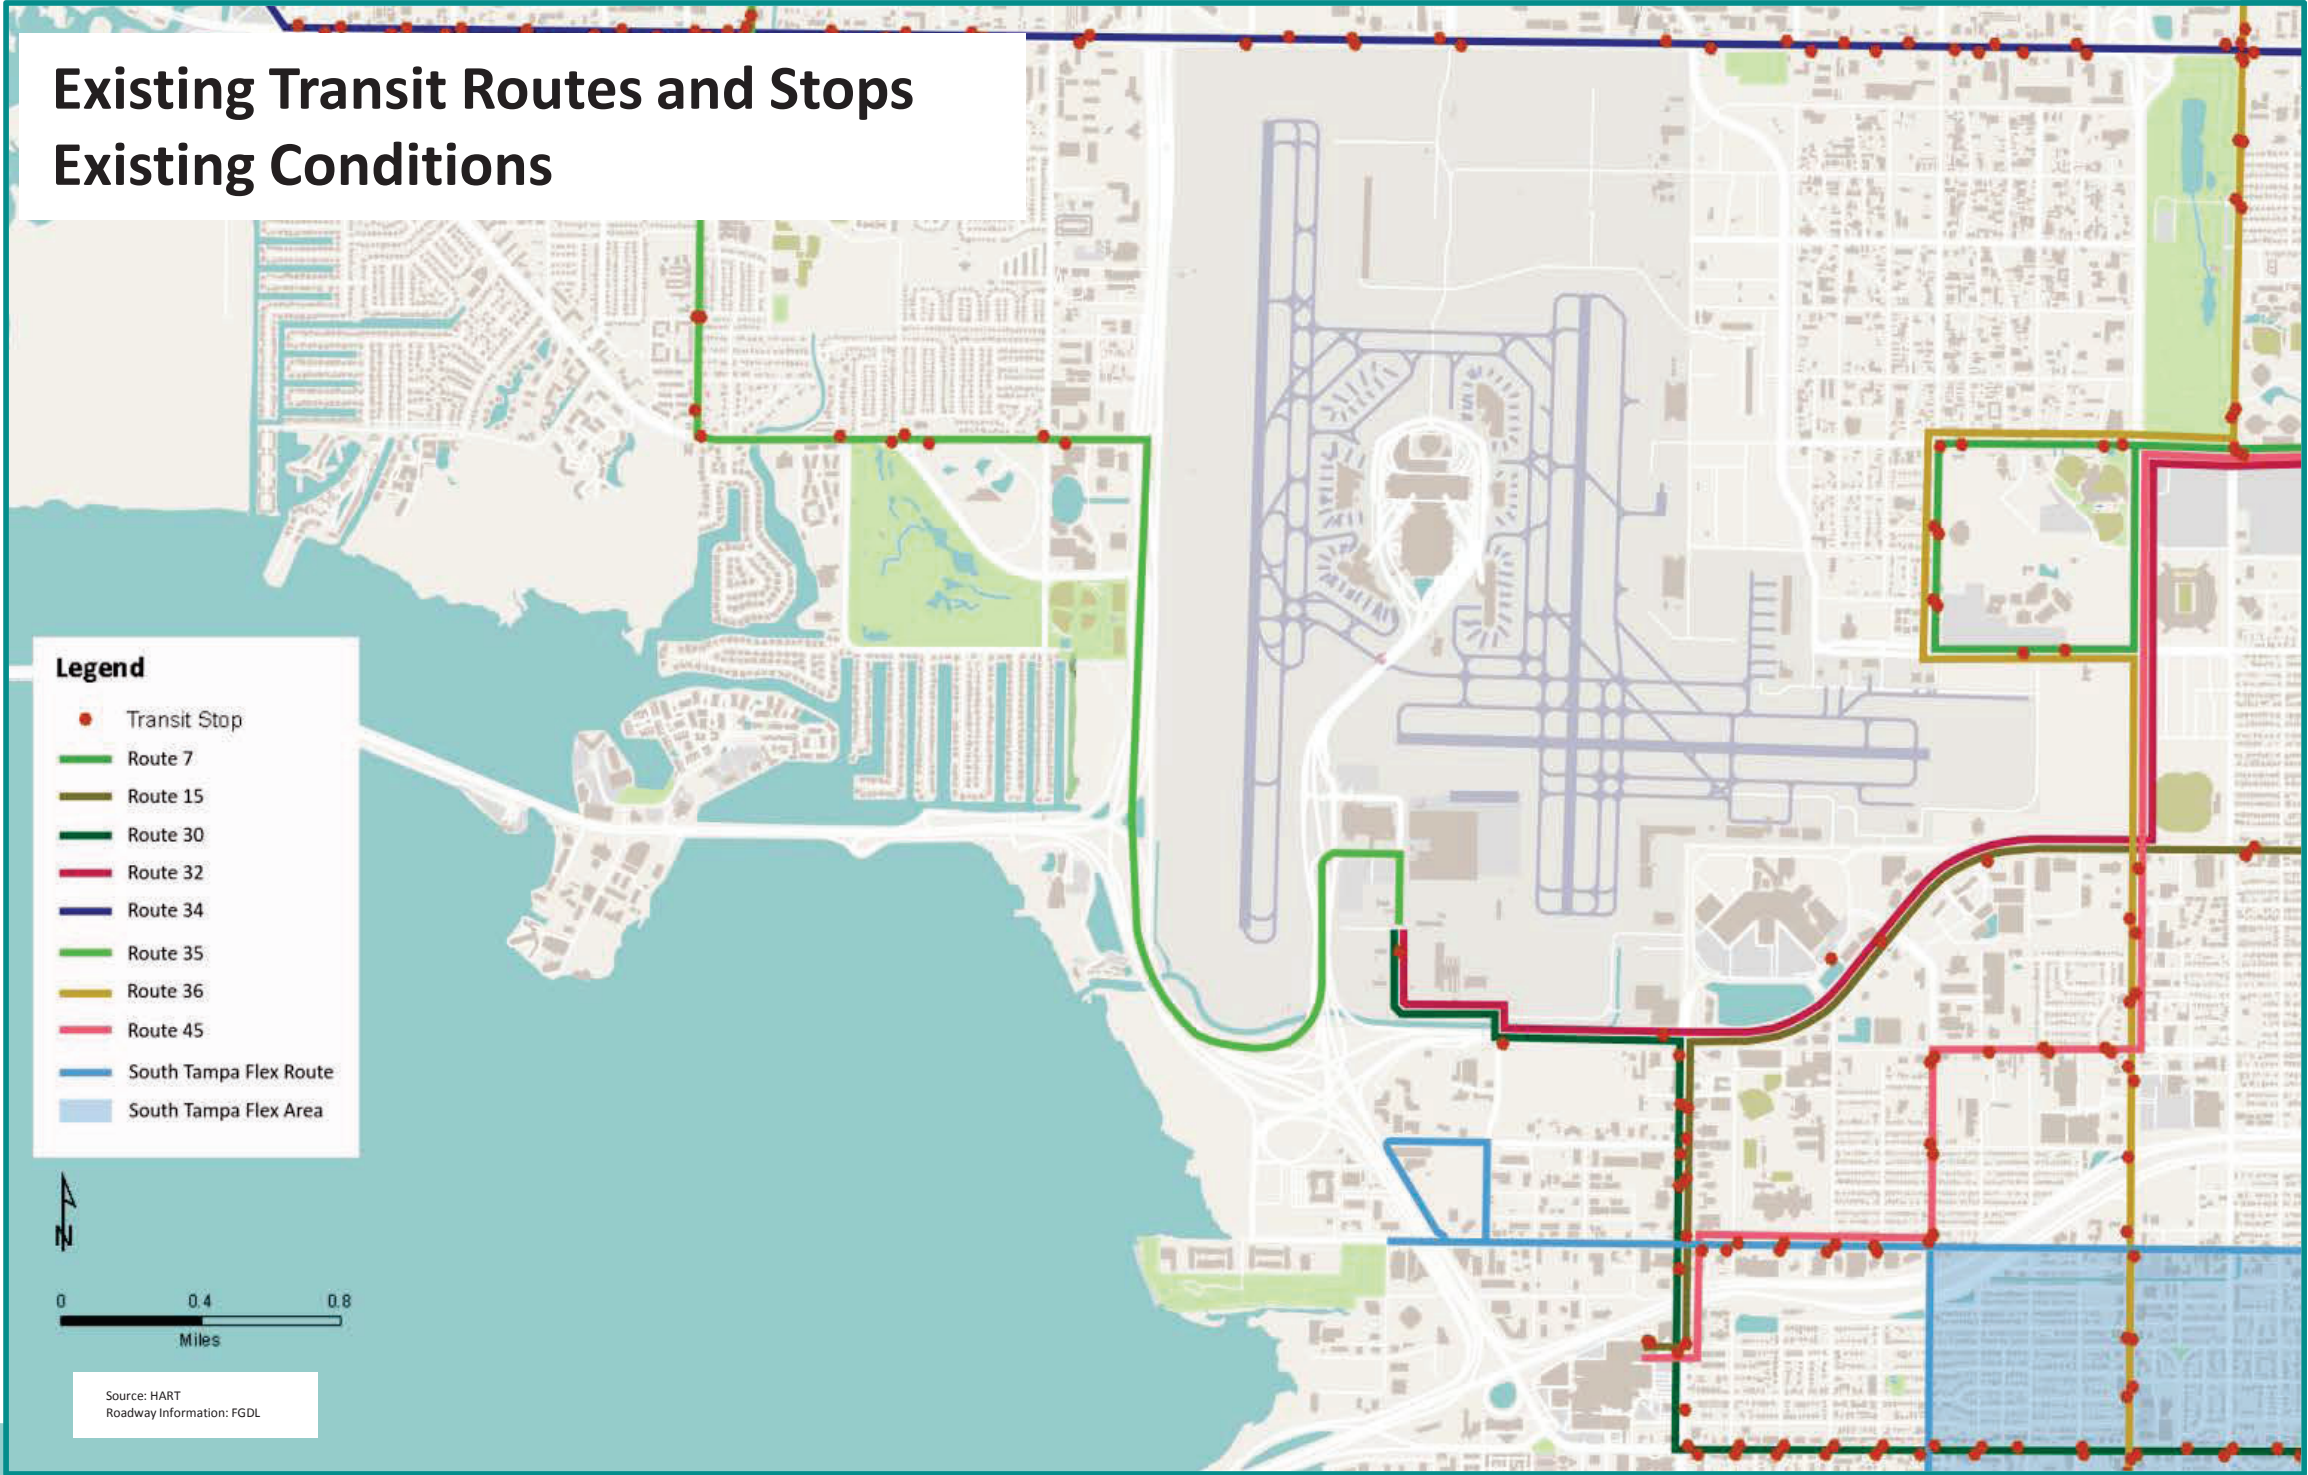 Existing Transit Routes and Stops
Existing Conditions
Legend
Transit Stop
Route 7
Route 15
Route 30
Route 32
Route 34
Route 35
Route 36
Route 45
South Tampa Flex Route
South Tampa Flex Area
N
0 0.4 0.8
Miles
Source: HART
Roadway Information: FGDL